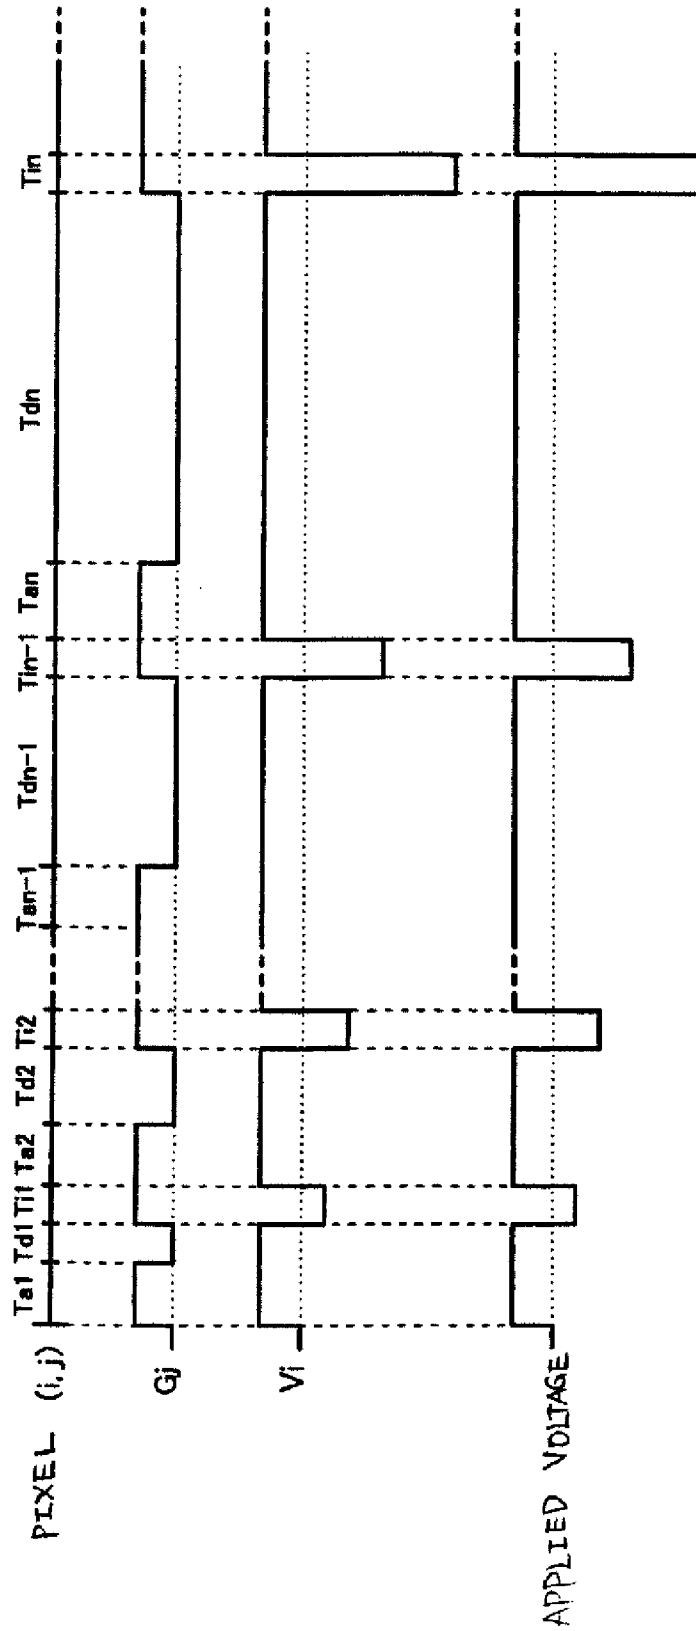 PIXEL (i,j)
Ta1 Td1 Ti1 Ta2 Td2 Ti2 Tan-1 Tdn-1 Tin-1 Tan Tdn Tin
Gj
Vi
APPLIED VOLTAGE